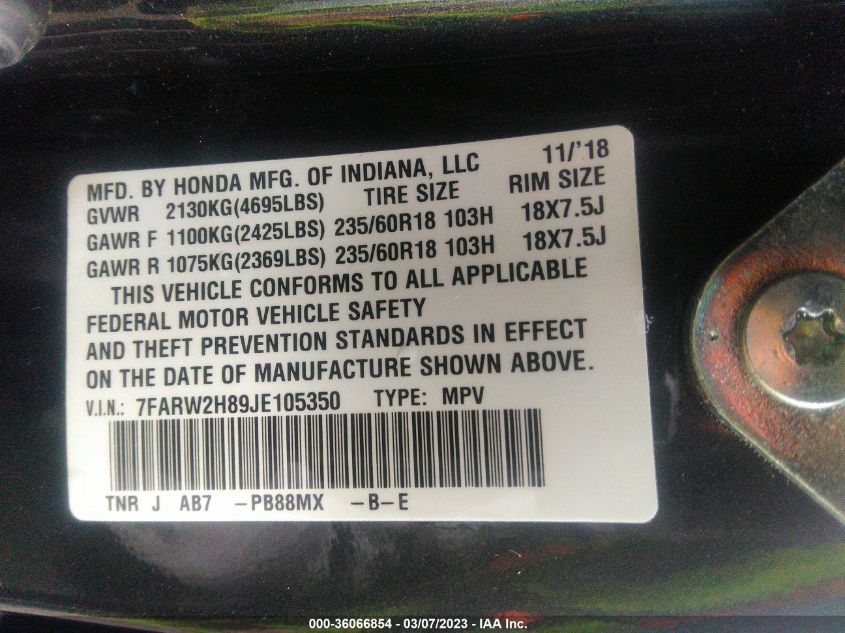 MFD. BY HONDA MFG. OF INDIANA, LLC 11/'18
GVWR 2130KG(4695LBS) TIRE SIZE RIM SIZE
GAWR F 1100KG(2425LBS) 235/60R18 103H 18X7.5J
GAWR R 1075KG(2369LBS) 235/60R18 103H 18X7.5J
THIS VEHICLE CONFORMS TO ALL APPLICABLE
FEDERAL MOTOR VEHICLE SAFETY
AND THEFT PREVENTION STANDARDS IN EFFECT
ON THE DATE OF MANUFACTURE SHOWN ABOVE.
V.I.N.: 7FARW2H89JE105350 TYPE: MPV
TNR J AB7 -PB88MX -B-E
000-36066854 - 03/07/2023 - IAA Inc.